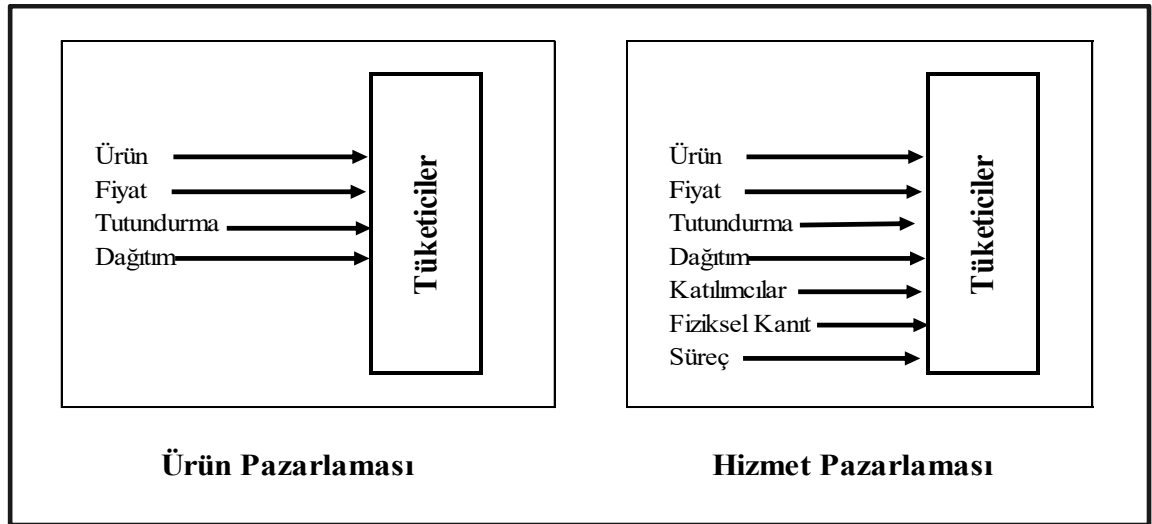 Ürün
Fiyat
Tutundurma
Dağıtım
Tüketiciler
Ürün Pazarlaması
Ürün
Fiyat
Tutundurma
Dağıtım
Katılımcılar
Fiziksel Kanıt
Süreç
Tüketiciler
Hizmet Pazarlaması